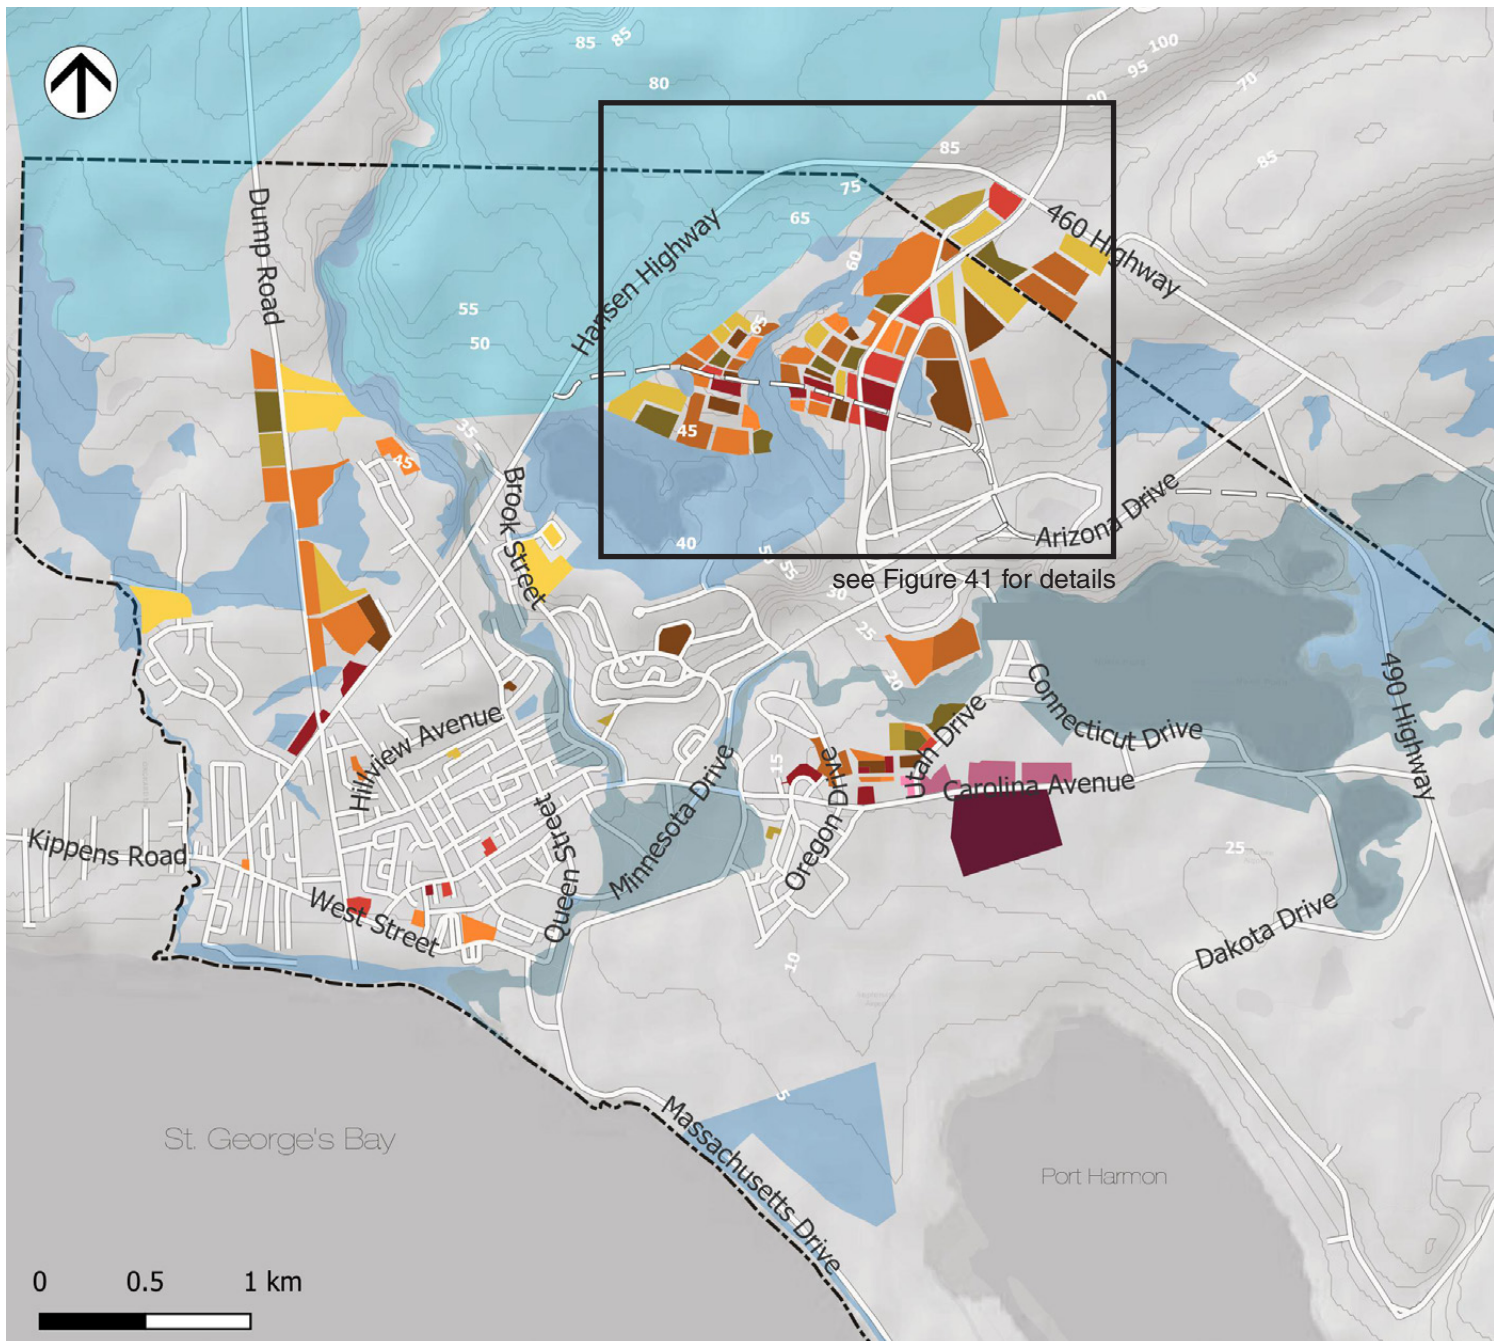 85
85
100
95
80
90
70
85
85
75
65
Dump Road
460 Highway
Hansen Highway
60
55
65
50
35
45
45
Brook Street
Arizona Drive
40
50
55
see Figure 41 for details
30
25
20
Connecticut Drive
490 Highway
Hillview Avenue
Utah Drive
15
Oregon Drive
Minnesota Drive
Carolina Avenue
Queen Street
Kippens Road
25
West Street
Dakota Drive
10
5
Massachusetts Drive
St. George's Bay
Port Harmon
0 0.5 1 km